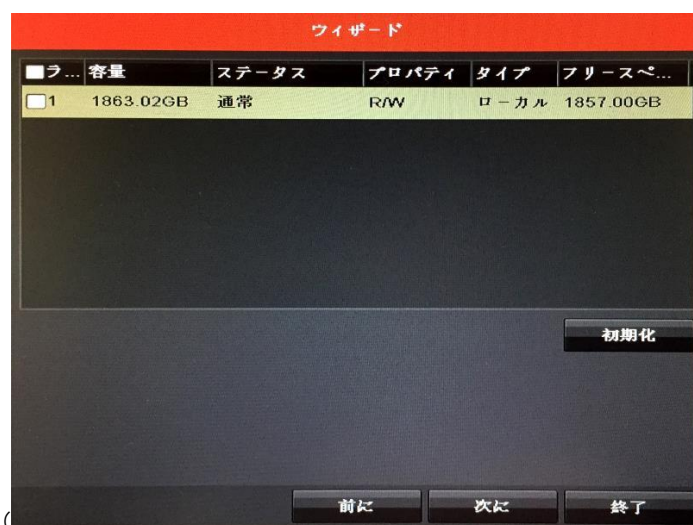 ウィザード
ラ... 容量 ステータス プロパティ タイプ フリースペ...
1 1863.02GB 通常 R/W ローカル 1857.00GB
初期化
前に 次に 終了
(